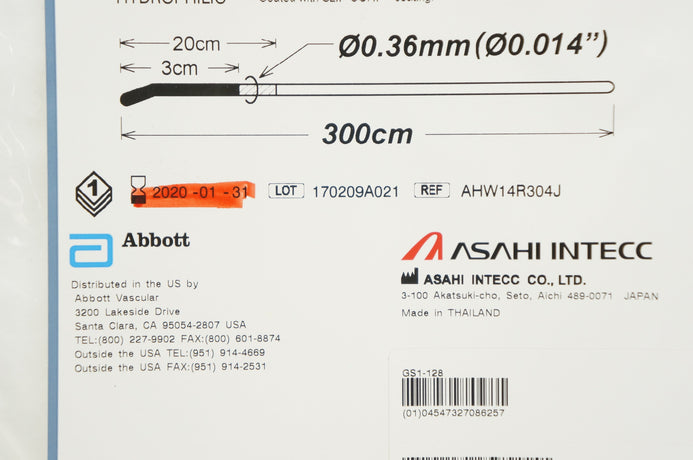 HYDROPHILIC
20cm
3cm
Ø0.36mm(Ø0.014”)
300cm
1 2020-01-31 LOT 170209A021 REF AHW14R304J
Abbott
Distributed in the US by
Abbott Vascular
3200 Lakeside Drive
Santa Clara, CA 95054-2807 USA
TEL:(800) 227-9902 FAX:(800) 601-8874
Outside the USA TEL:(951) 914-4669
Outside the USA FAX:(951) 914-2531
ASAHI INTECC
ASAHI INTECC CO., LTD.
3-100 Akatsuki-cho, Seto, Aichi 489-0071 JAPAN
Made in THAILAND
GS1-128
(01)04547327086257